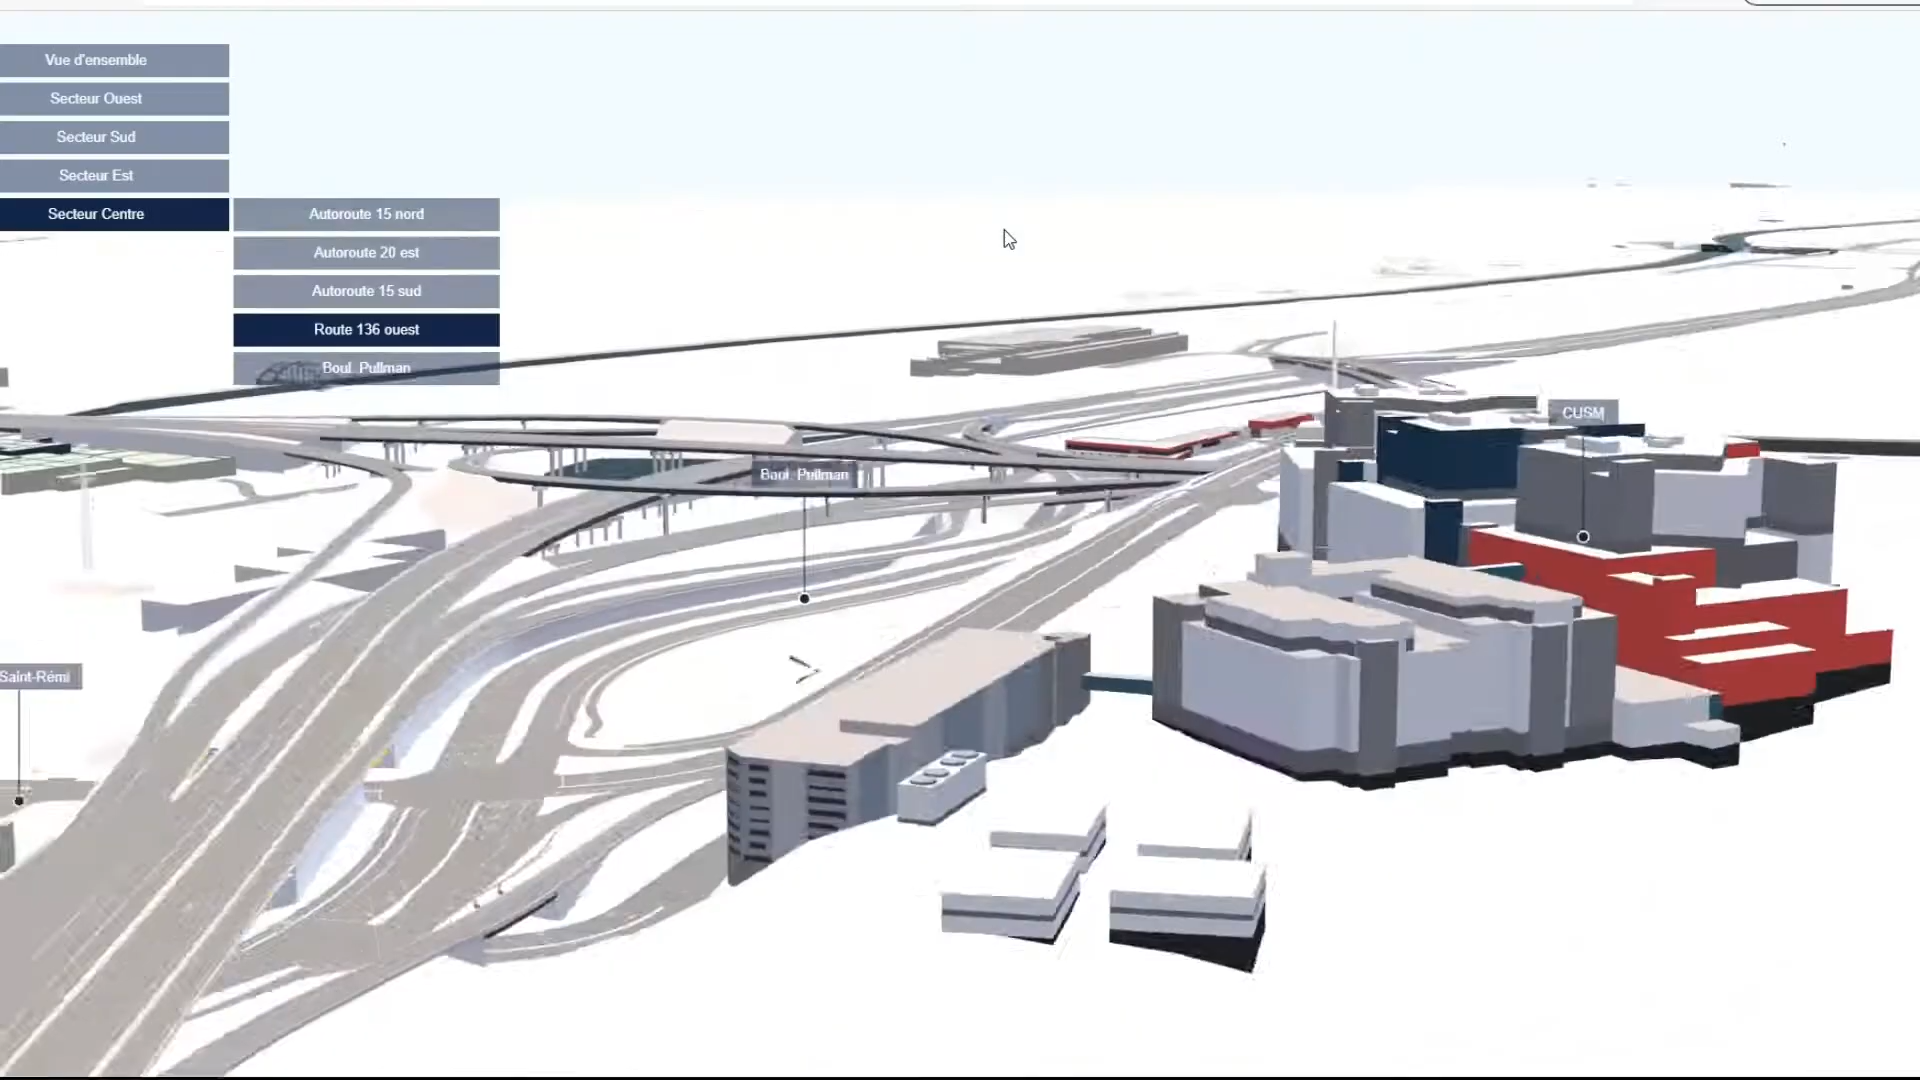 Vue d'ensemble
Secteur Ouest
Secteur Sud
Secteur Est
Secteur Centre
Autoroute 15 nord
Autoroute 20 est
Autoroute 15 sud
Route 136 ouest
Boul. Pullman
CUSM
Boul. Pullman
Saint-Rémi